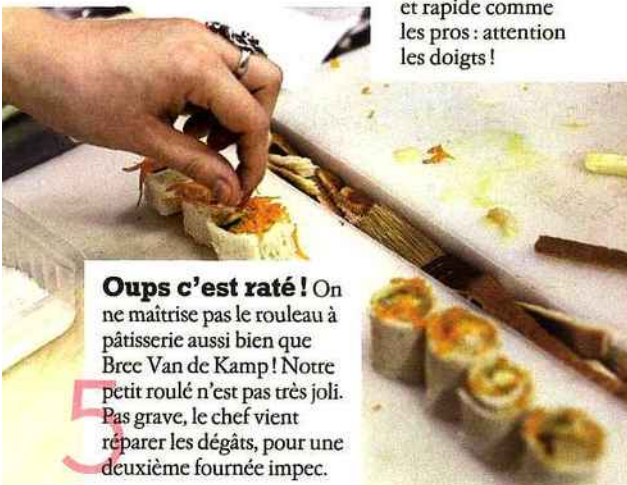 et rapide comme
les pros : attention
les doigts !
Oups c'est raté ! On
ne maîtrise pas le rouleau à
pâtisserie aussi bien que
Bree Van de Kamp ! Notre
petit roulé n'est pas très joli.
Pas grave, le chef vient
réparer les dégâts, pour une
deuxième fournée impec.
5